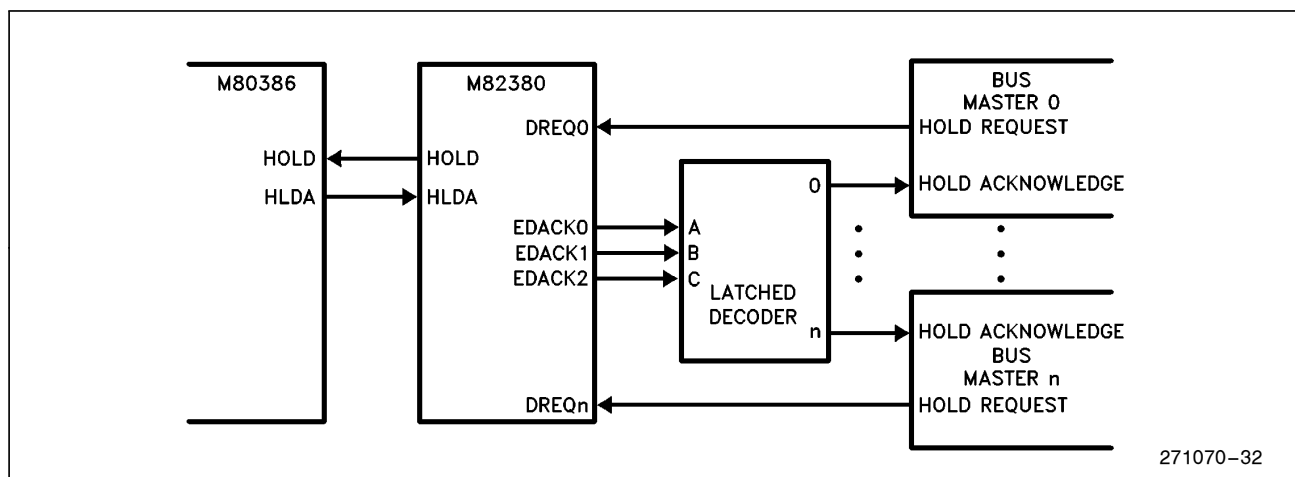 M80386
HOLD
HLDA
M82380
DREQ0
HOLD
HLDA
EDACK0
EDACK1
EDACK2
DREQn
A
B
C
0
LATCHED
DECODER
n
BUS
MASTER 0
HOLD REQUEST
HOLD ACKNOWLEDGE
HOLD ACKNOWLEDGE
BUS
MASTER n
HOLD REQUEST
271070–32